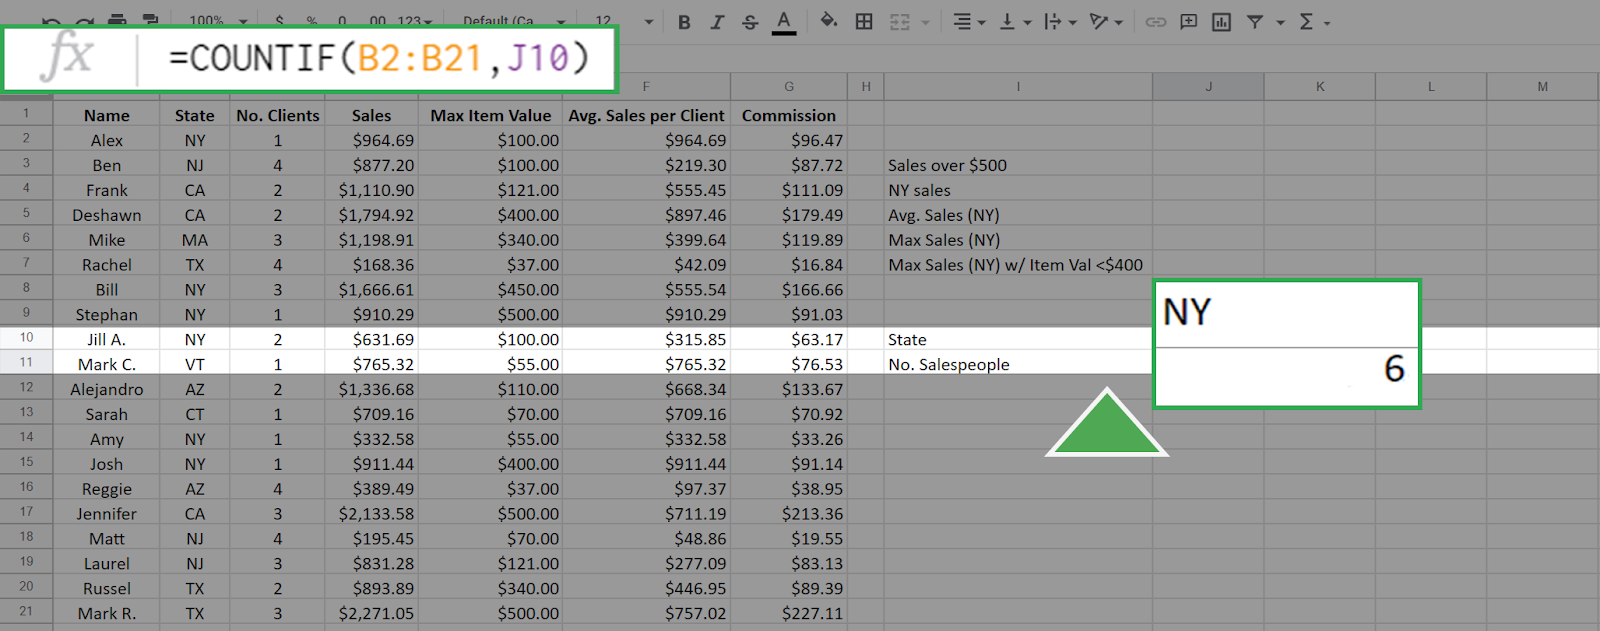 100% $ % .0 .00 123 Default (Ca 12 B I S A
fx =COUNTIF(B2:B21,J10)
F G H I J K L M
1 Name State No. Clients Sales Max Item Value Avg. Sales per Client Commission
2 Alex NY 1 $964.69 $100.00 $964.69 $96.47
3 Ben NJ 4 $877.20 $100.00 $219.30 $87.72 Sales over $500
4 Frank CA 2 $1,110.90 $121.00 $555.45 $111.09 NY sales
5 Deshawn CA 2 $1,794.92 $400.00 $897.46 $179.49 Avg. Sales (NY)
6 Mike MA 3 $1,198.91 $340.00 $399.64 $119.89 Max Sales (NY)
7 Rachel TX 4 $168.36 $37.00 $42.09 $16.84 Max Sales (NY) w/ Item Val <$400
8 Bill NY 3 $1,666.61 $450.00 $555.54 $166.66
9 Stephan NY 1 $910.29 $500.00 $910.29 $91.03
10 Jill A. NY 2 $631.69 $100.00 $315.85 $63.17 State NY
11 Mark C. VT 1 $765.32 $55.00 $765.32 $76.53 No. Salespeople 6
12 Alejandro AZ 2 $1,336.68 $110.00 $668.34 $133.67
13 Sarah CT 1 $709.16 $70.00 $709.16 $70.92
14 Amy NY 1 $332.58 $55.00 $332.58 $33.26
15 Josh NY 1 $911.44 $400.00 $911.44 $91.14
16 Reggie AZ 4 $389.49 $37.00 $97.37 $38.95
17 Jennifer CA 3 $2,133.58 $500.00 $711.19 $213.36
18 Matt NJ 4 $195.45 $70.00 $48.86 $19.55
19 Laurel NJ 3 $831.28 $121.00 $277.09 $83.13
20 Russel TX 2 $893.89 $340.00 $446.95 $89.39
21 Mark R. TX 3 $2,271.05 $500.00 $757.02 $227.11